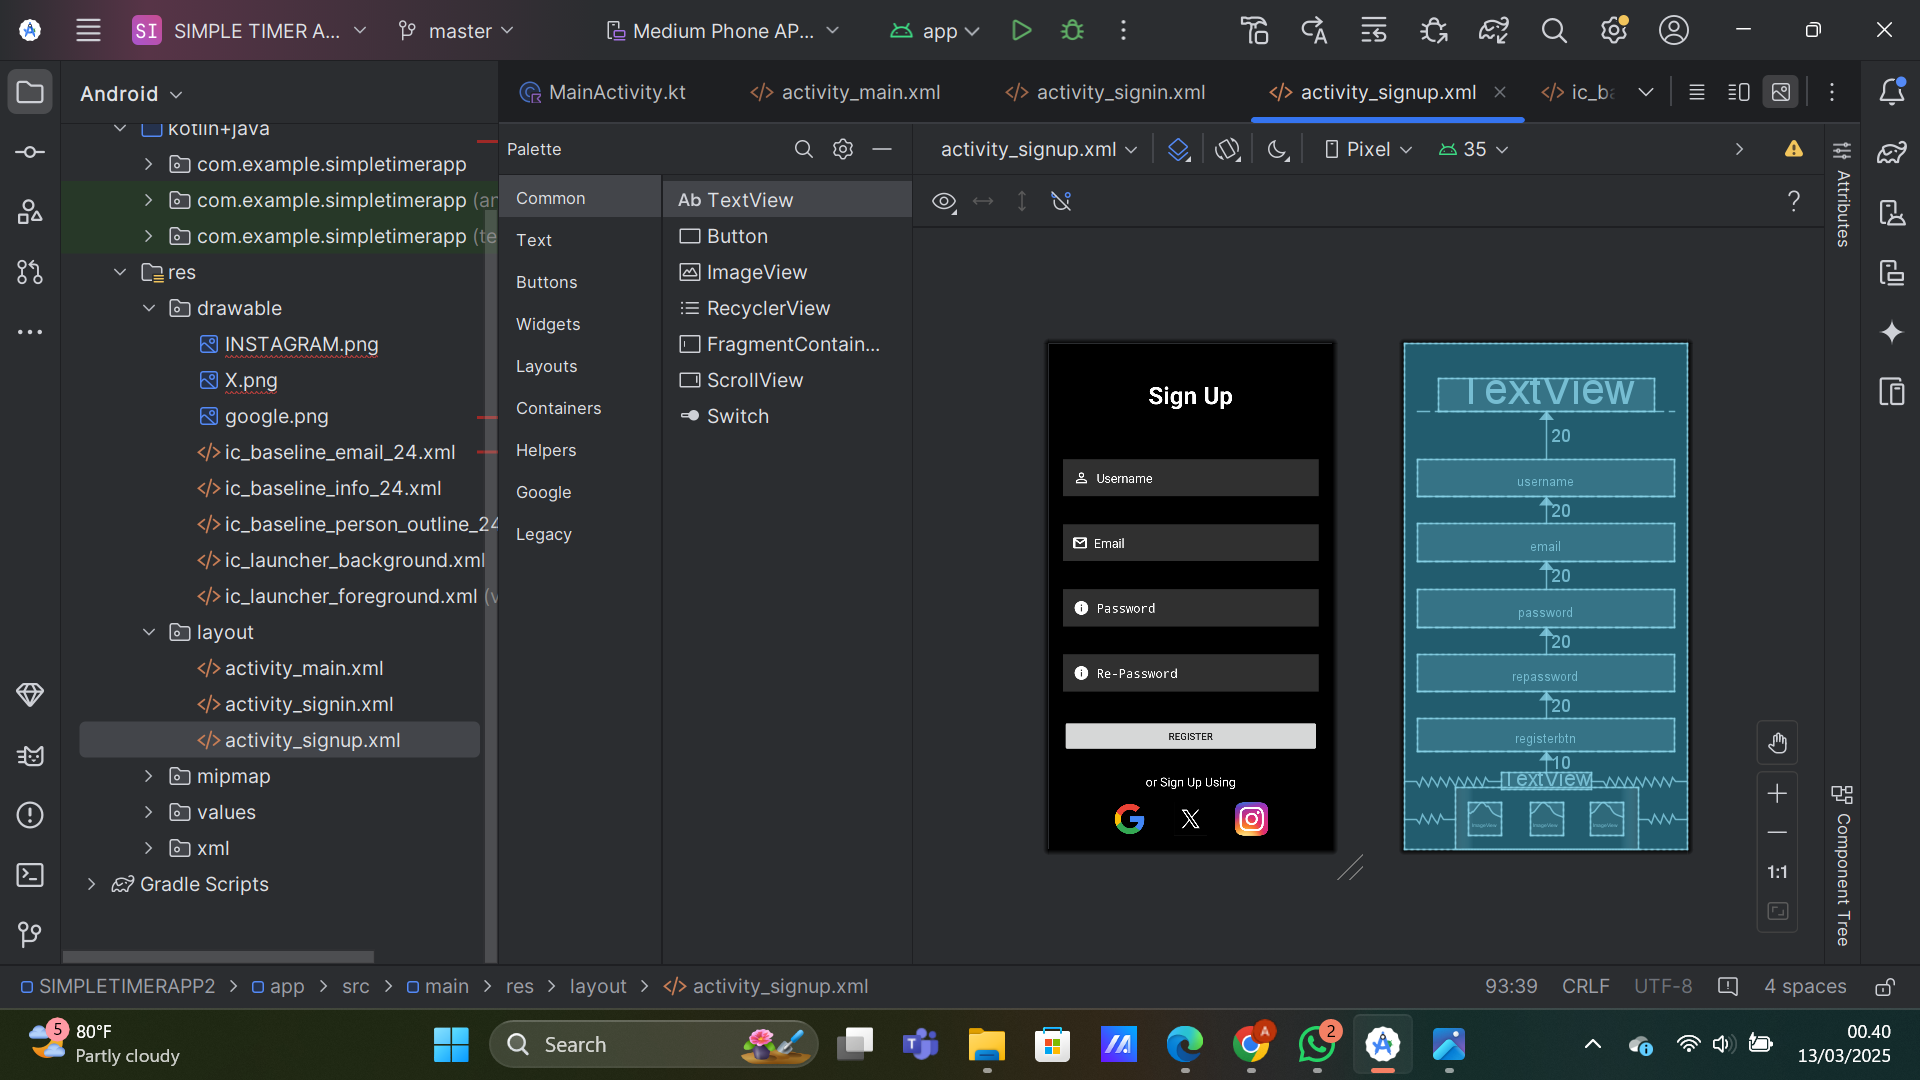 SI SIMPLE TIMER A... master Medium Phone AP... app
Android
MainActivity.kt activity_main.xml activity_signin.xml activity_signup.xml ic_ba
kotlin+java
com.example.simpletimerapp
com.example.simpletimerapp (an
com.example.simpletimerapp (te
res
drawable
INSTAGRAM.png
X.png
google.png
ic_baseline_email_24.xml
ic_baseline_info_24.xml
ic_baseline_person_outline_24
ic_launcher_background.xml
ic_launcher_foreground.xml (v
layout
activity_main.xml
activity_signin.xml
activity_signup.xml
mipmap
values
xml
Gradle Scripts
Palette
Common
Text
Buttons
Widgets
Layouts
Containers
Helpers
Google
Legacy
Ab TextView
Button
ImageView
RecyclerView
FragmentContain...
ScrollView
Switch
activity_signup.xml Pixel 35
?
Sign Up
Username
Email
Password
Re-Password
REGISTER
or Sign Up Using
TextView
20
username
20
email
20
password
20
repassword
20
registerbtn
10
TextView
ImageView ImageView ImageView
1:1
Attributes
Component Tree
SIMPLETIMERAPP2 > app > src > main > res > layout > activity_signup.xml
93:39 CRLF UTF-8 4 spaces
5
80°F
Partly cloudy
Search
A
2
00.40
13/03/2025